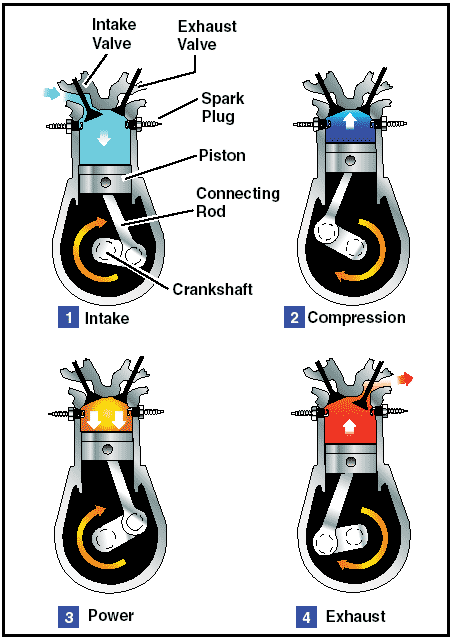 Intake
Valve
Exhaust
Valve
Spark
Plug
Piston
Connecting
Rod
Crankshaft
1 Intake
2 Compression
3 Power
4 Exhaust